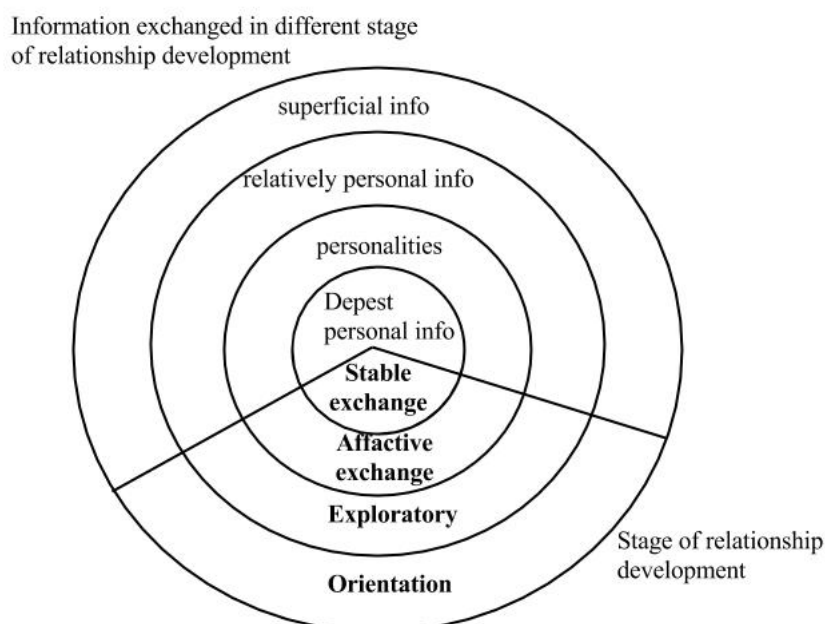 Information exchanged in different stage
of relationship development
superficial info
relatively personal info
personalities
Depest
personal info
Stable
exchange
Affactive
exchange
Exploratory
Orientation
Stage of relationship
development